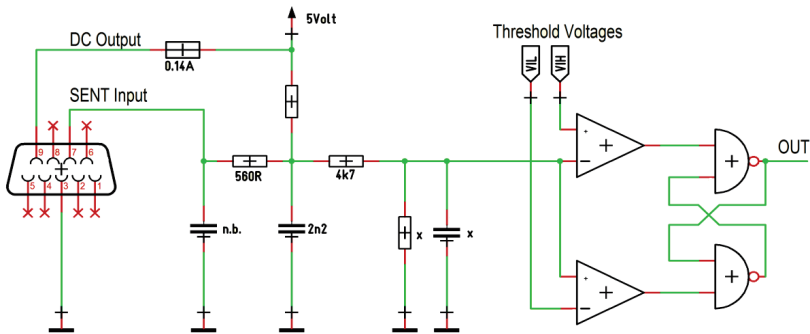 5Volt
DC Output
Threshold Voltages
0.14A
VIL
VIH
SENT Input
9 8 7 6
OUT
560R
4k7
5 4 3 2 1
n.b.
2n2
x
x